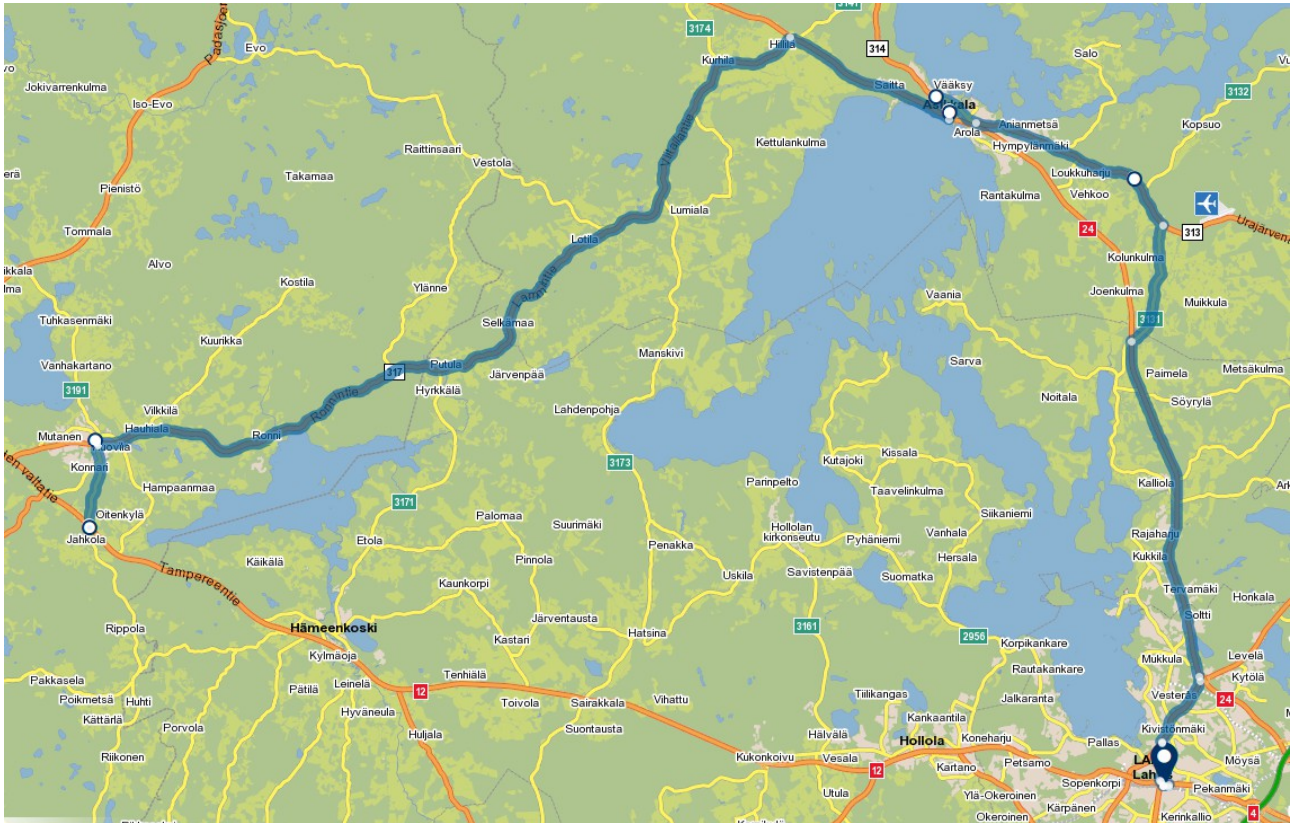 3174
3141
Evo
Hillilä
314
Salo
Padasjoen
Kurhila
Jokivarrenkulma
Saitta
Vääksy
3132
Iso-Evo
Asikkala
Kopsuo
Anianmetsä
Arola
Kettulankulma
Hympylänmäki
Raittinsaari
Vestola
Loukkuharju
Takamaa
Vehkoo
Pienistö
Rantakulma
Lumiala
24
313
Urajärven
Tommala
Lotila
Kolunkulma
Alvo
Kostila
Ylänne
Joenkulma
Vaania
Muikkula
Tuhkasenmäki
Selkämaa
3131
Kuurikka
Manskivi
Sarva
Vanhakartano
317
Putula
Järvenpää
Paimela
Metsäkulma
3191
Hyrkkälä
Noitala
Söyrylä
Vilkkilä
Lahdenpohja
Ronnintie
Hauhiala
Mutanen
Ronni
Kissala
Konnari
3173
Kutajoki
Hampaanmaa
Parinpelto
Kalliola
Taavelinkulma
3171
Oitenkylä
Palomaa
Suurimäki
Hollolan
kirkonseutu
Siikaniemi
Jahkola
Etola
Penakka
Pyhäniemi
Vanhala
Rajaharju
Käikälä
Pinnola
Hersala
Kukkila
Tampereentie
Kaunkorpi
Uskila
Savistenpää
Suomatka
Tervamäki
Honkala
Järventausta
Soltti
Hämeenkoski
Rippola
Kastari
Hatsina
3161
2956
Korpikankare
Kylmäoja
Levelä
Mukkula
Rautakankare
Tenhiälä
Kytölä
Pakkasela
Leinelä
12
Pätilä
Vihattu
Tiilikangas
Vesteräs
Poikmetsä
Huhti
Toivola
Sairakkala
Jalkaranta
24
Hyväneula
Kankaantila
Kättärlä
Porvola
Huljala
Suontausta
Hälvälä
Hollola
Koneharju
Pallas
Kivistönmäki
Riikonen
Kukonkoivu
Vesala
12
Kartano
Petsamo
Möysä
Sopenkorpi
Utula
Ylä-Okeroinen
Pekanmäki
Kärpänen
Okeroinen
Kerinkallio
4